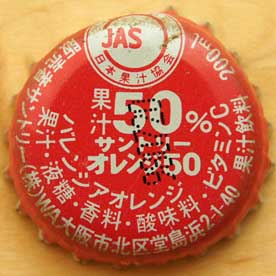 JAS
日本果汁協会
果汁50%
サントリー
オレンジ50
バレンシアオレンジ
果汁・液糖・香料・酸味料・ビタミンC
果汁飲料
200ml
販売者サントリー(株)WA大阪市北区堂島浜2-1-40